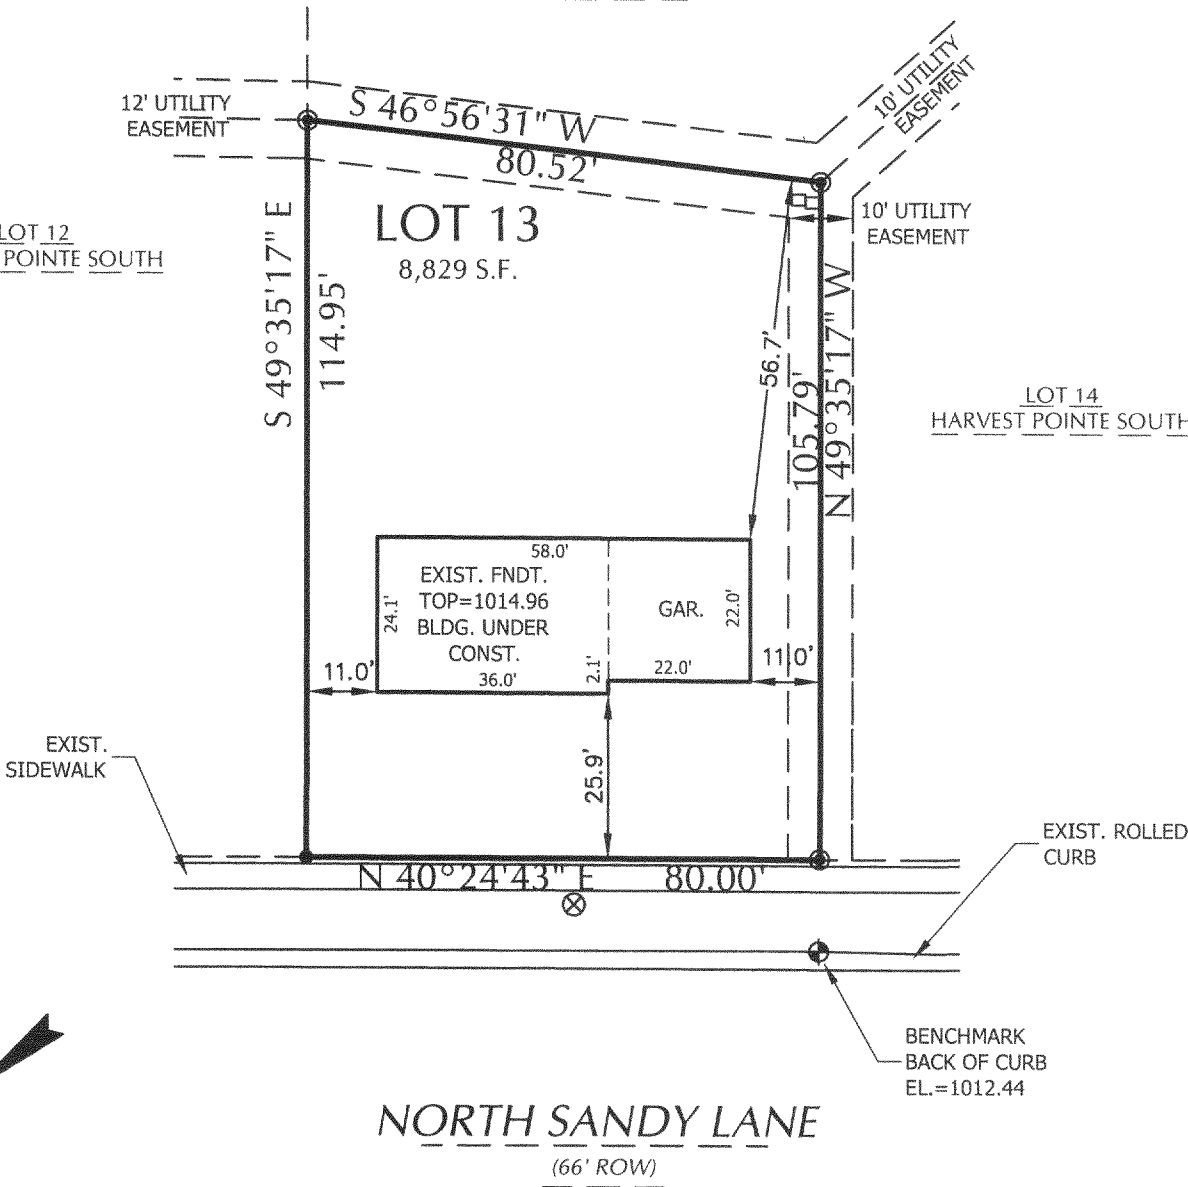 12' UTILITY
EASEMENT
S 46°56'31" W
80.52'
10' UTILITY
EASEMENT
LOT 13
8,829 S.F.
10' UTILITY
EASEMENT
LOT 12
POINTE SOUTH
S 49°35'17" E
114.95'
56.7'
105.79'
N 49°35'17" W
LOT 14
HARVEST POINTE SOUTH
58.0'
EXIST. FNDT.
TOP=1014.96
BLDG. UNDER
CONST.
24.1'
GAR.
22.0'
11.0'
36.0'
2.1'
22.0'
11.0'
25.9'
EXIST.
SIDEWALK
EXIST. ROLLED
CURB
N 40°24'43" E 80.00'
BENCHMARK
BACK OF CURB
EL.=1012.44
NORTH SANDY LANE
(66' ROW)